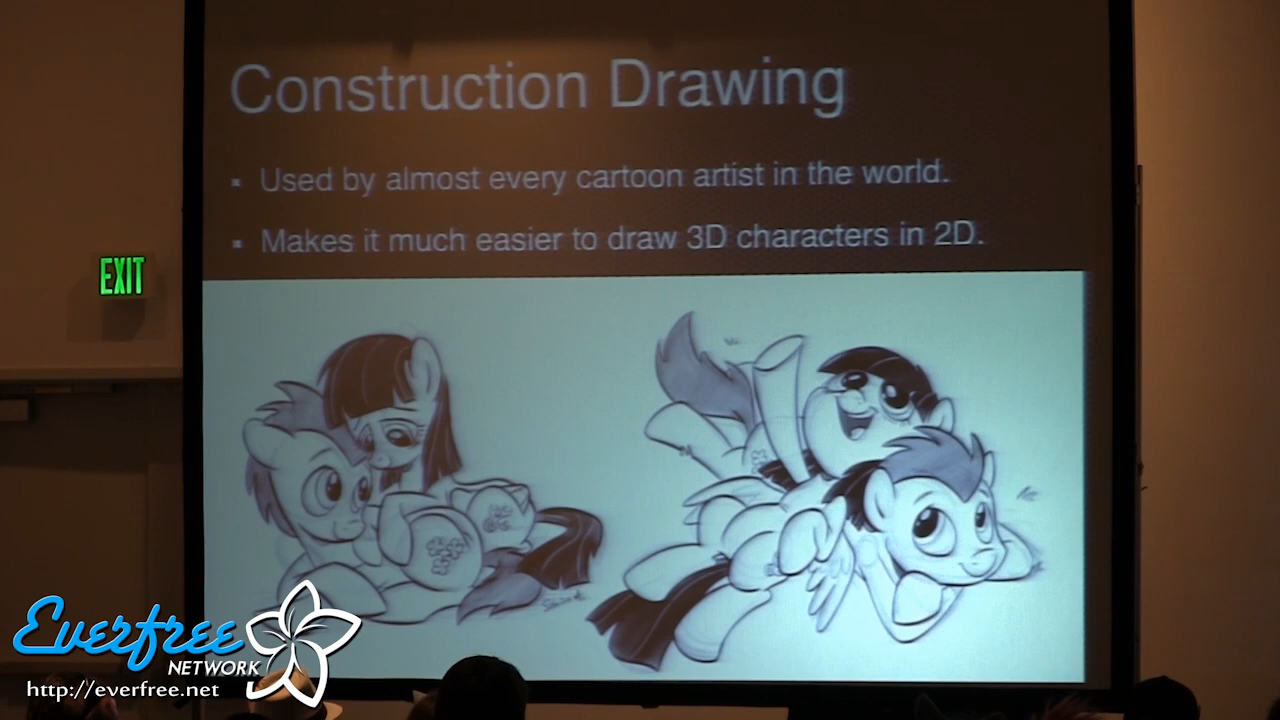 Construction Drawing
▪ Used by almost every cartoon artist in the world.
▪ Makes it much easier to draw 3D characters in 2D.
EXIT
Everfree
NETWORK
http://everfree.net